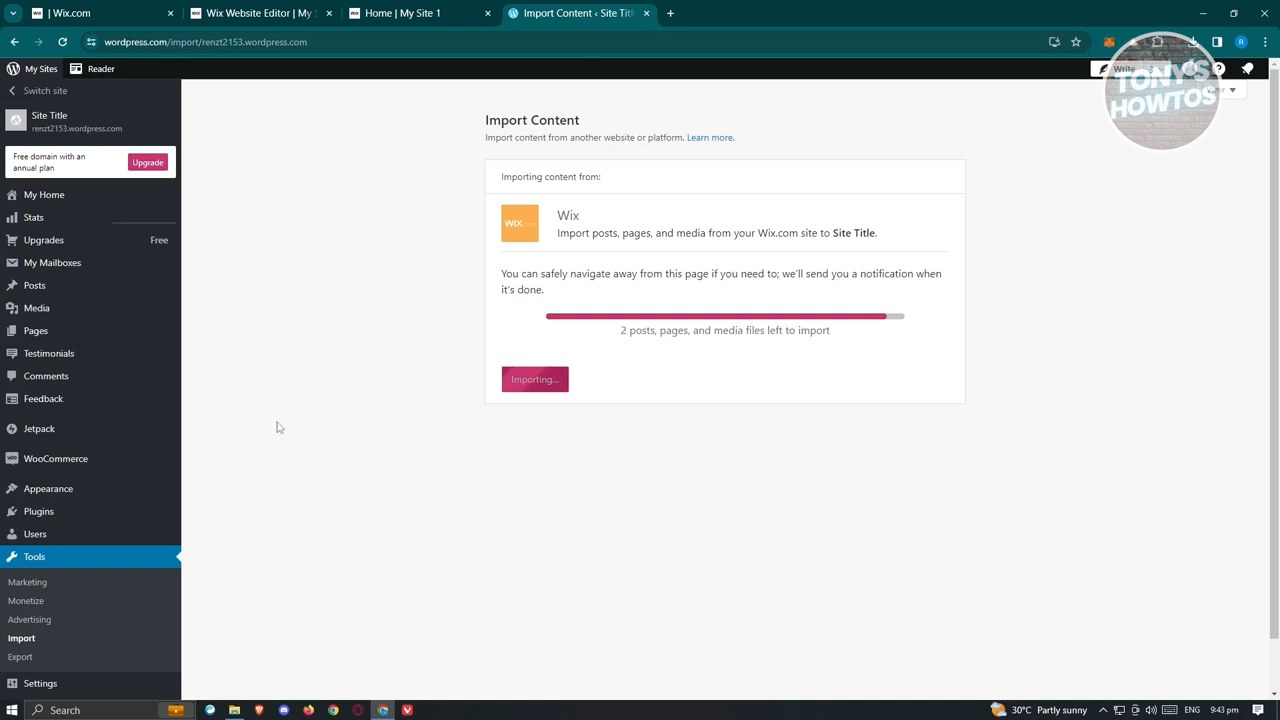 WIX | Wix.com
WIX Wix Website Editor | My S
WIX Home | My Site 1
Import Content ‹ Site Titl
wordpress.com/import/renzt2153.wordpress.com
R
My Sites
Reader
Write
TONY'S
HOWTOS
Switch site
Site Title
renzt2153.wordpress.com
Free domain with an
annual plan
Upgrade
My Home
Stats
Upgrades Free
My Mailboxes
Posts
Media
Pages
Testimonials
Comments
Feedback
Jetpack
WooCommerce
Appearance
Plugins
Users
Tools
Marketing
Monetize
Advertising
Import
Export
Settings
Import Content
Import content from another website or platform. Learn more.
Importing content from:
WIX.com
Wix
Import posts, pages, and media from your Wix.com site to Site Title.
You can safely navigate away from this page if you need to; we'll send you a notification when
it's done.
2 posts, pages, and media files left to import
Importing...
Search
30°C Partly sunny
ENG
9:43 pm